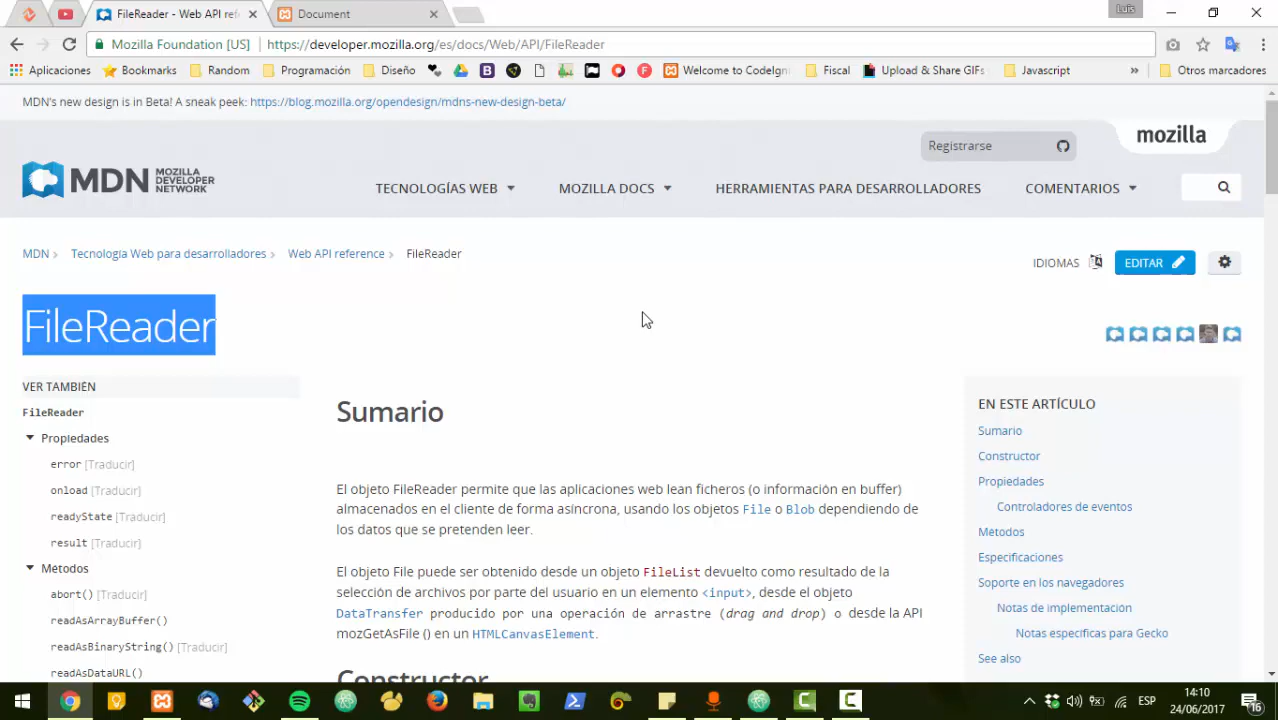 FileReader - Web API refe
Document
Luis
Mozilla Foundation [US]
https://developer.mozilla.org/es/docs/Web/API/FileReader
Aplicaciones
Bookmarks
Random
Programación
Diseño
Welcome to CodeIgn
Fiscal
Upload & Share GIFs
Javascript
»
Otros marcadores
MDN's new design is in Beta! A sneak peek: https://blog.mozilla.org/opendesign/mdns-new-design-beta/
Registrarse
mozilla
MDN MOZILLA
DEVELOPER
NETWORK
TECNOLOGÍAS WEB
MOZILLA DOCS
HERRAMIENTAS PARA DESARROLLADORES
COMENTARIOS
MDN
Tecnología Web para desarrolladores
Web API reference
FileReader
IDIOMAS
EDITAR
FileReader
VER TAMBIÉN
FileReader
Propiedades
error [Traducir]
onload [Traducir]
readyState [Traducir]
result [Traducir]
Métodos
abort() [Traducir]
readAsArrayBuffer()
readAsBinaryString() [Traducir]
readAsDataURL()
Sumario
El objeto FileReader permite que las aplicaciones web lean ficheros (o información en buffer)
almacenados en el cliente de forma asíncrona, usando los objetos File o Blob dependiendo de
los datos que se pretenden leer.
El objeto File puede ser obtenido desde un objeto FileList devuelto como resultado de la
selección de archivos por parte del usuario en un elemento <input>, desde el objeto
DataTransfer producido por una operación de arrastre (drag and drop) o desde la API
mozGetAsFile () en un HTMLCanvasElement.
Constructor
EN ESTE ARTÍCULO
Sumario
Constructor
Propiedades
Controladores de eventos
Métodos
Especificaciones
Soporte en los navegadores
Notas de implementación
Notas específicas para Gecko
See also
ESP
14:10
24/06/2017
16